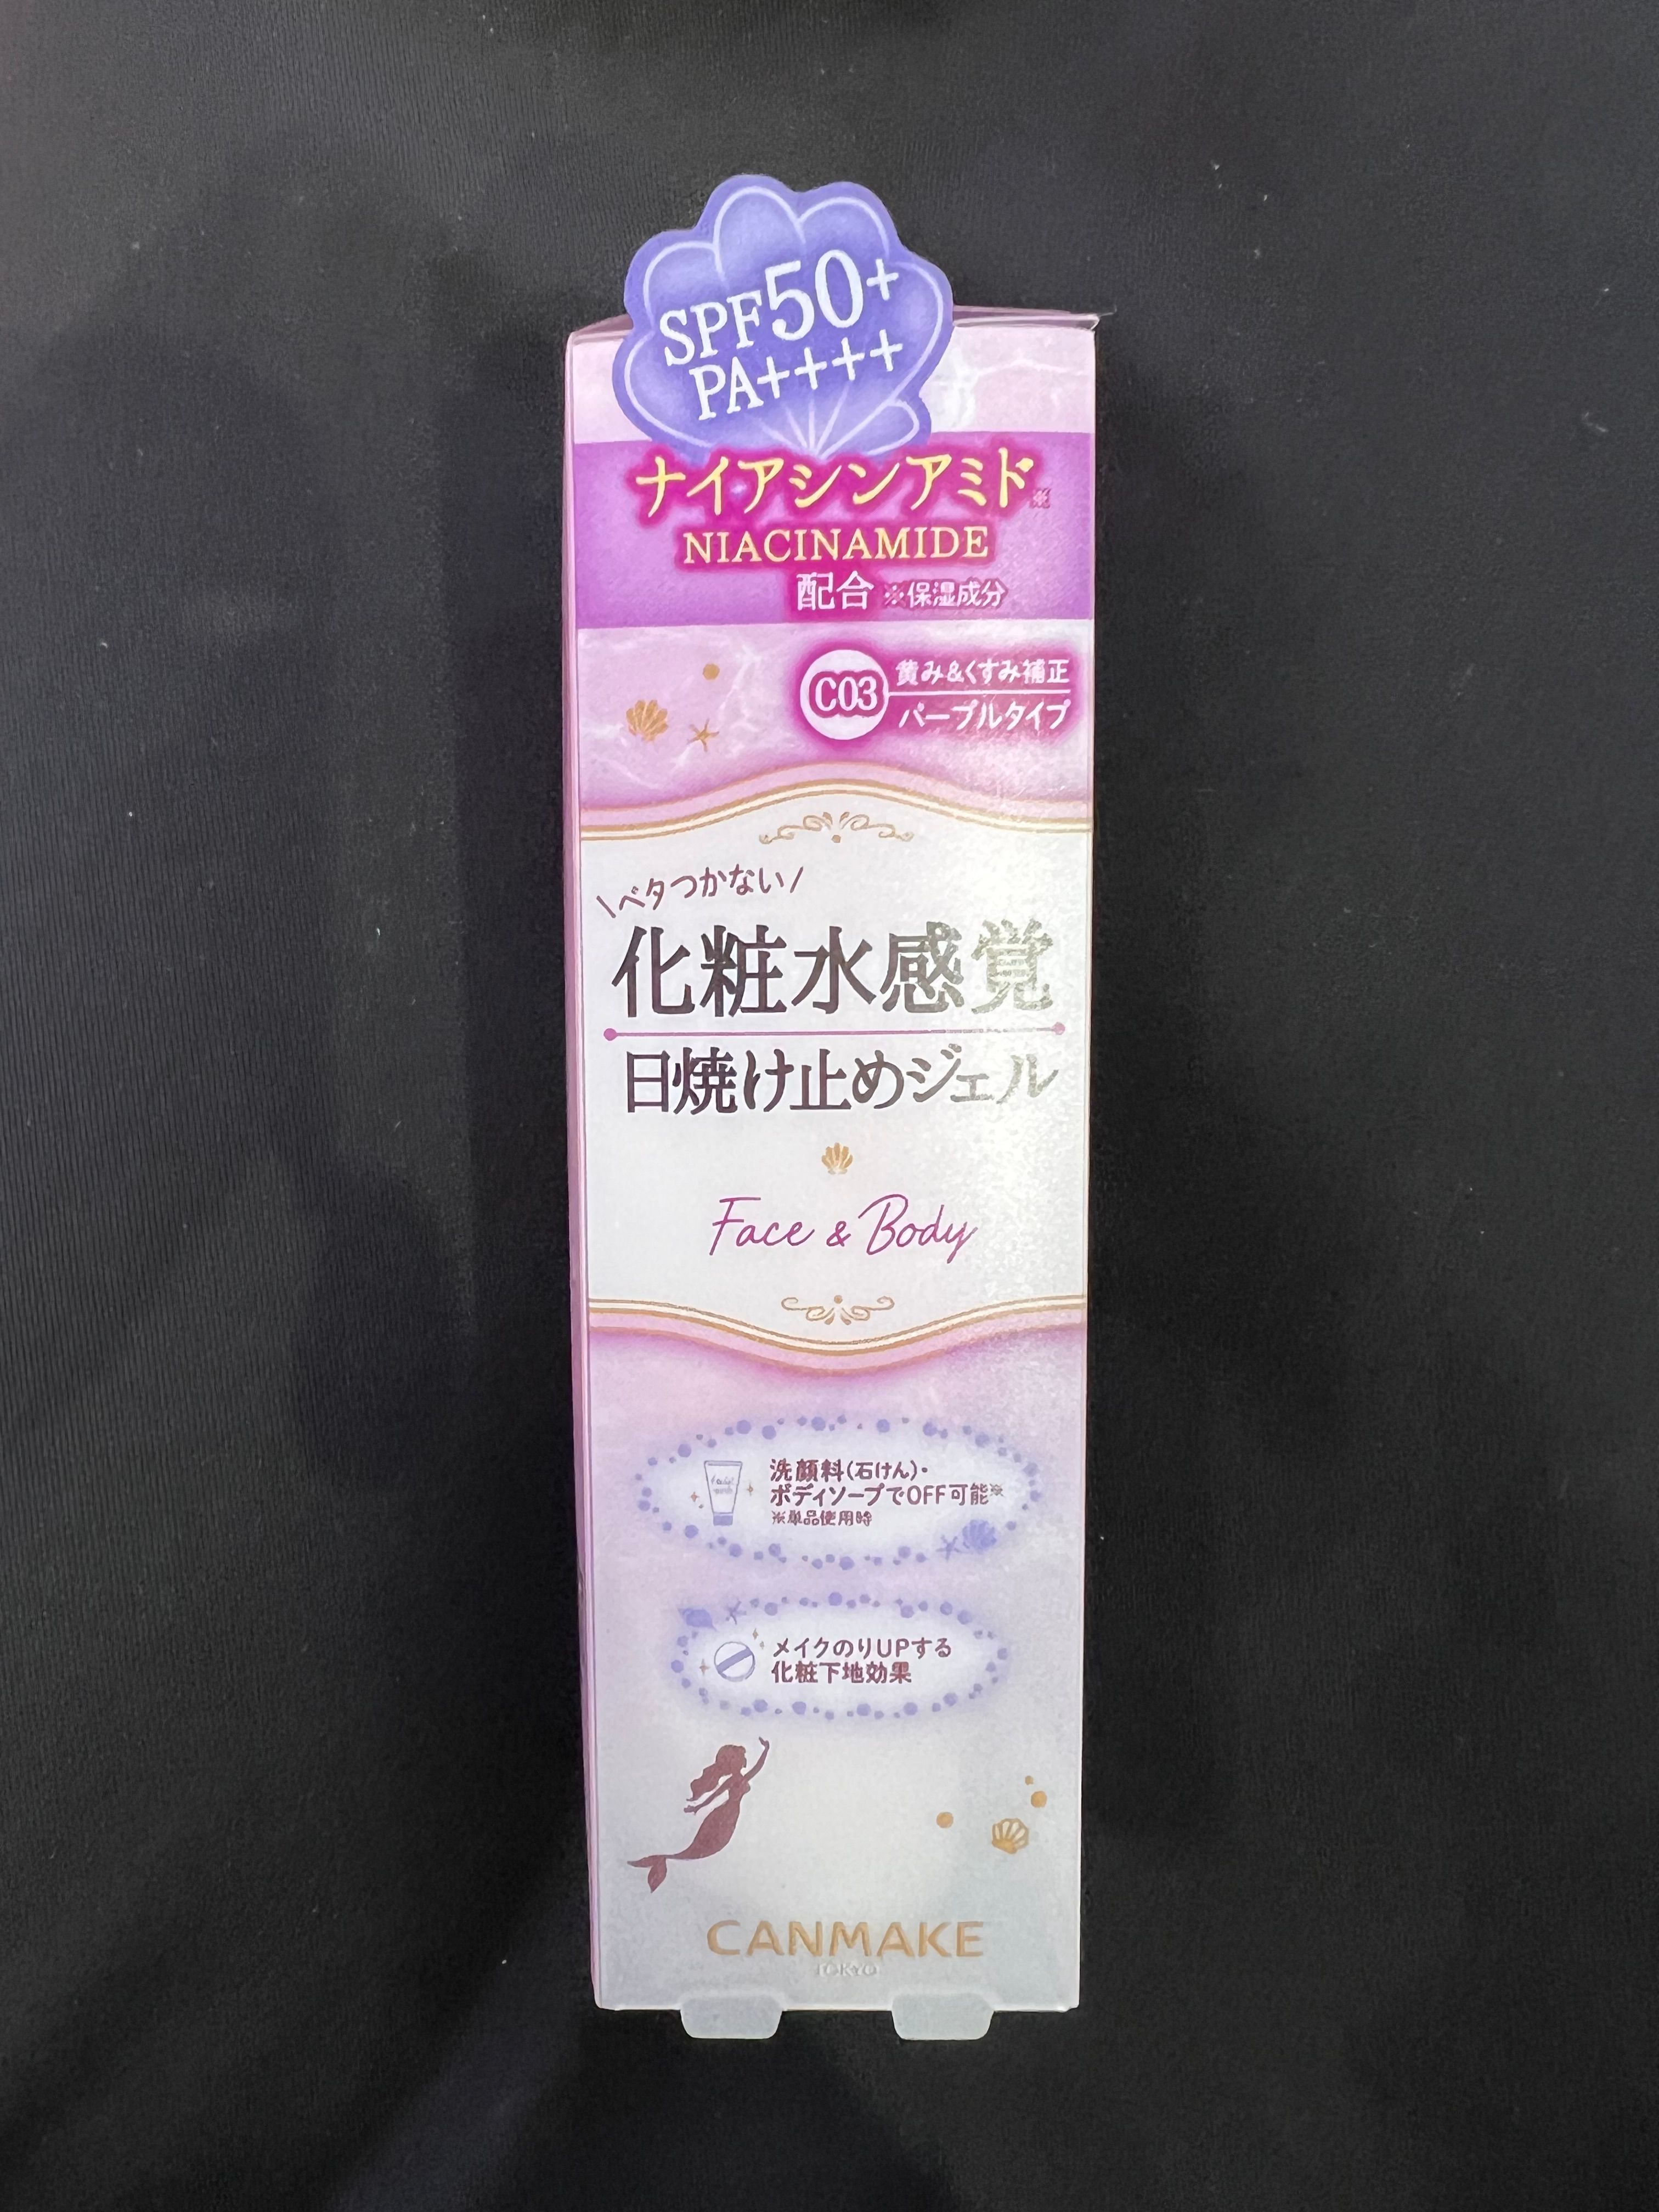 SPF50+
PA++++
ナイアシンアミド※
NIACINAMIDE
配合 ※保湿成分
C03 黄み&くすみ補正
パープルタイプ
\ベタつかない/
化粧水感覚
日焼け止めジェル
Face & Body
洗顔料(石けん)・
ボディソープでOFF可能※
※単品使用時
メイクのりUPする
化粧下地効果
CANMAKE
TOKYO